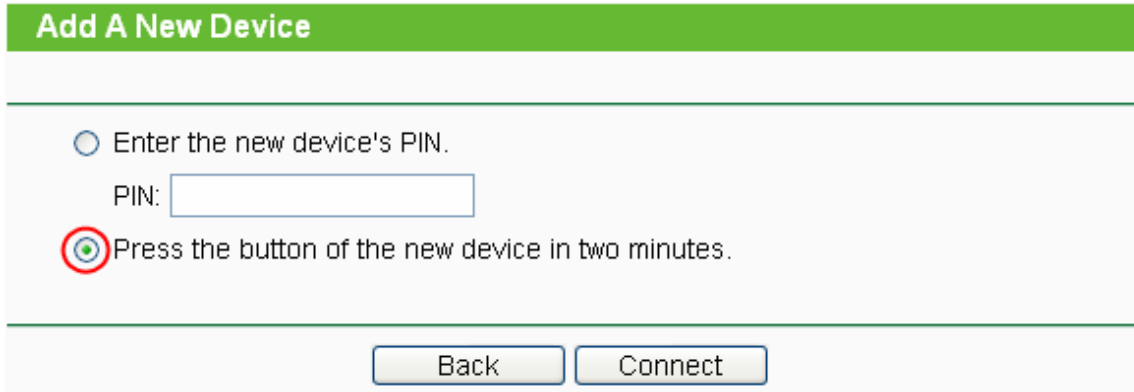 Add A New Device
Enter the new device's PIN.
PIN:
Press the button of the new device in two minutes.
Back Connect